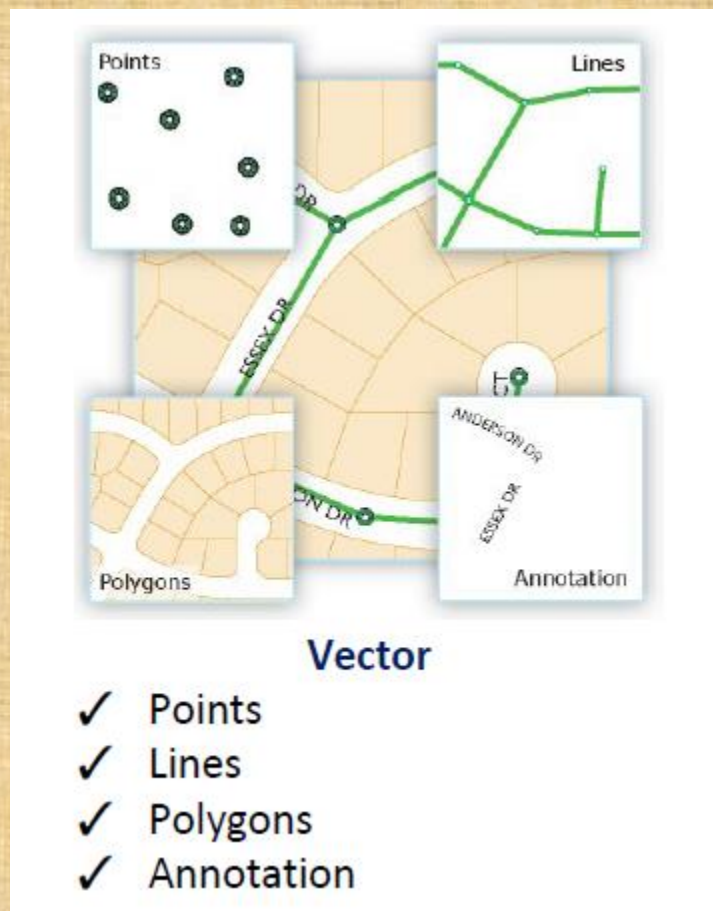 Points
Lines
DR
ESSEX DR
CT
ANDERSON DR
ESSEX DR
ON DR
Polygons
Annotation
Vector
✓ Points
✓ Lines
✓ Polygons
✓ Annotation